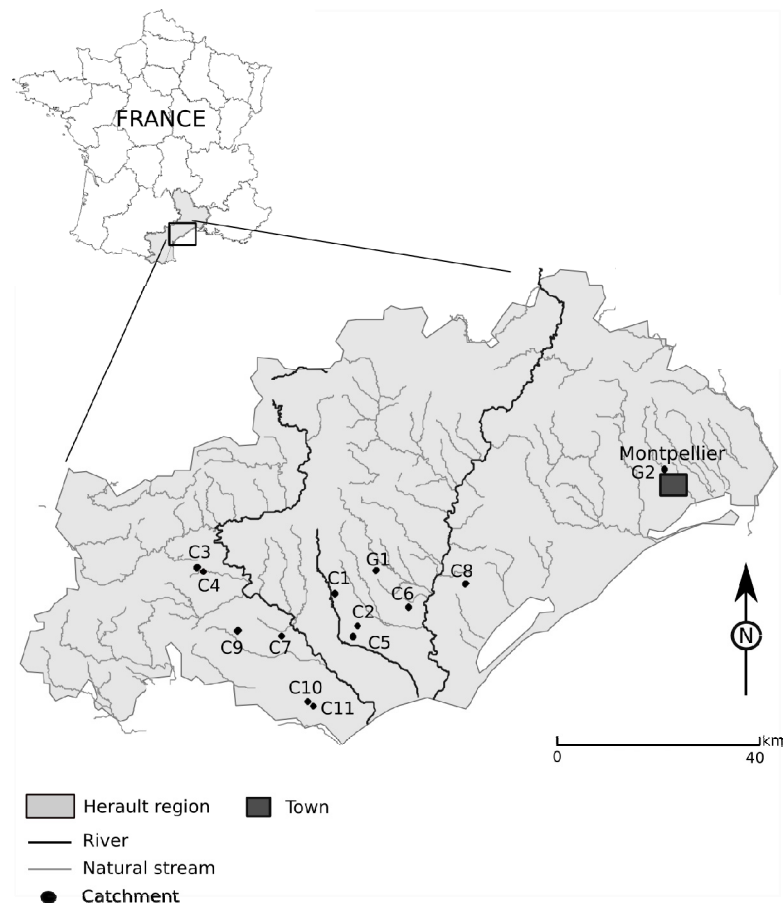 FRANCE
Montpellier
G2
C3
C4
G1
C8
C1
C6
C2
C5
C9
C7
C10
C11
N
km
0 40
Herault region
Town
River
Natural stream
Catchment